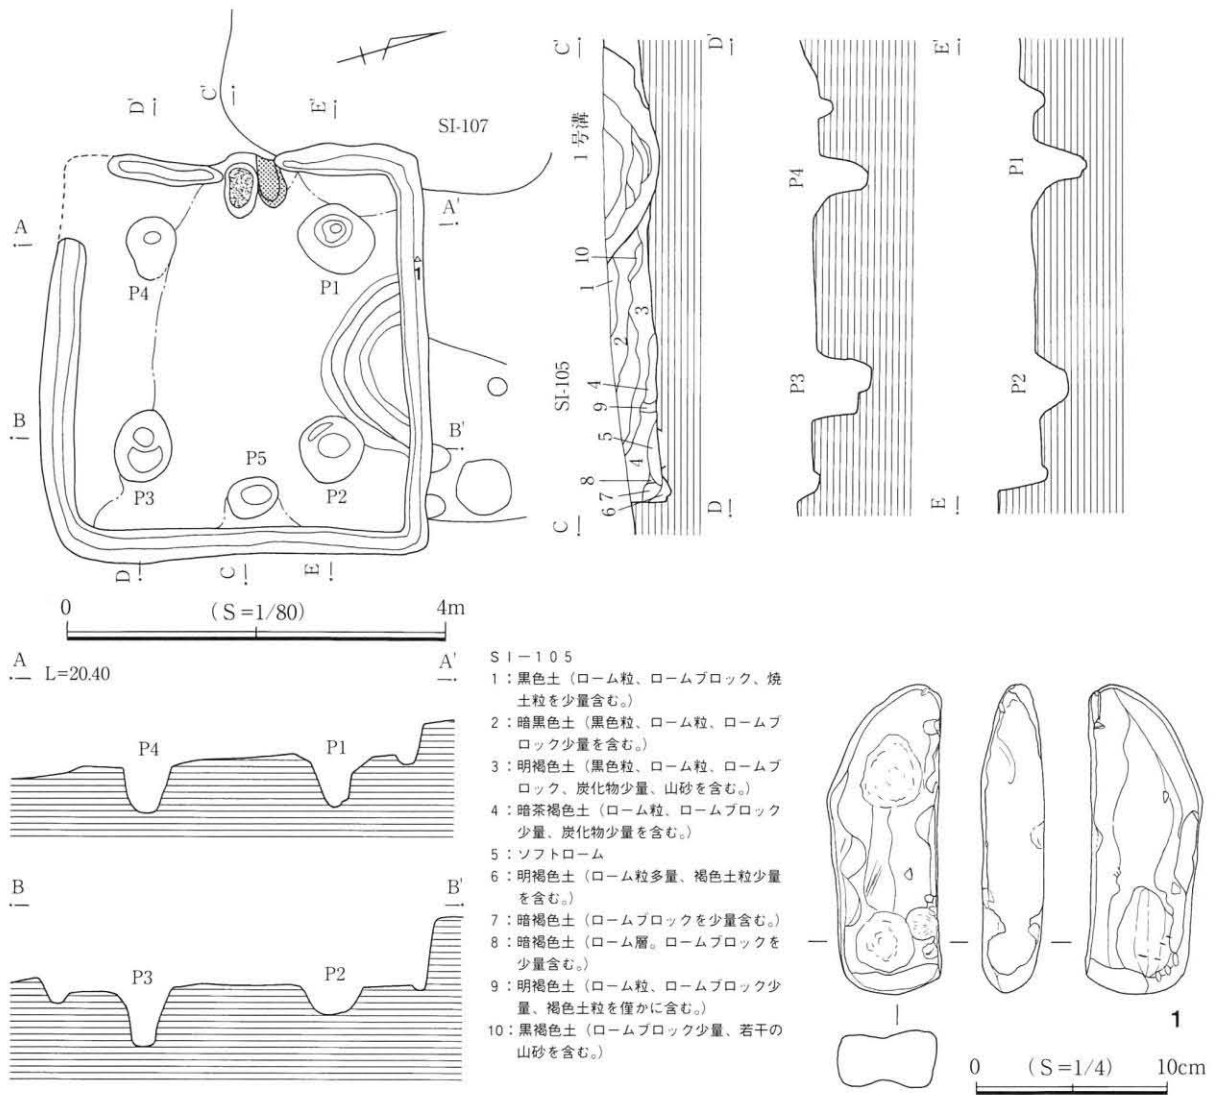 SI-107
D'
C'
E'
A
A'
P4
P1
1
B
B'
P3
P5
P2
D
C
E
0 (S=1/80) 4m
C'
D'
1号溝
10
1
3
2
SI-105
4
9
5
4
8
7
6
C
D
P4
P3
E'
P1
P2
E
A L=20.40 A'
P4 P1
B B'
P3 P2
SI-105
1:黒色土(ローム粒、ロームブロック、焼
土粒を少量含む。)
2:暗黒色土(黒色粒、ローム粒、ロームブ
ロック少量を含む。)
3:明褐色土(黒色粒、ローム粒、ロームブ
ロック、炭化物少量、山砂を含む。)
4:暗茶褐色土(ローム粒、ロームブロック
少量、炭化物少量を含む。)
5:ソフトローム
6:明褐色土(ローム粒多量、褐色土粒少量
を含む。)
7:暗褐色土(ロームブロックを少量含む。)
8:暗褐色土(ローム層。ロームブロックを
少量含む。)
9:明褐色土(ローム粒、ロームブロック少
量、褐色土粒を僅かに含む。)
10:黒褐色土(ロームブロック少量、若干の
山砂を含む。)
1
0 (S=1/4) 10cm